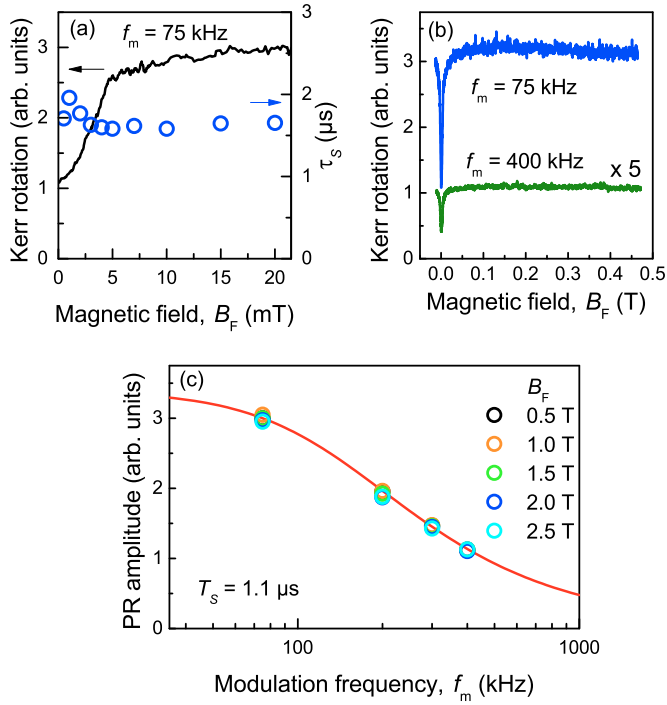 (a)
f_m = 75 kHz
Kerr rotation (arb. units)
3
2
1
0
3
2
1
0
τ_S (µs)
0
5
10
15
20
Magnetic field, B_F (mT)
(b)
f_m = 75 kHz
f_m = 400 kHz
x 5
Kerr rotation (arb. units)
3
2
1
0
0.0
0.1
0.2
0.3
0.4
0.5
Magnetic field, B_F (T)
(c)
B_F
0.5 T
1.0 T
1.5 T
2.0 T
2.5 T
T_S = 1.1 µs
PR amplitude (arb. units)
3
2
1
0
100
1000
Modulation frequency, f_m (kHz)